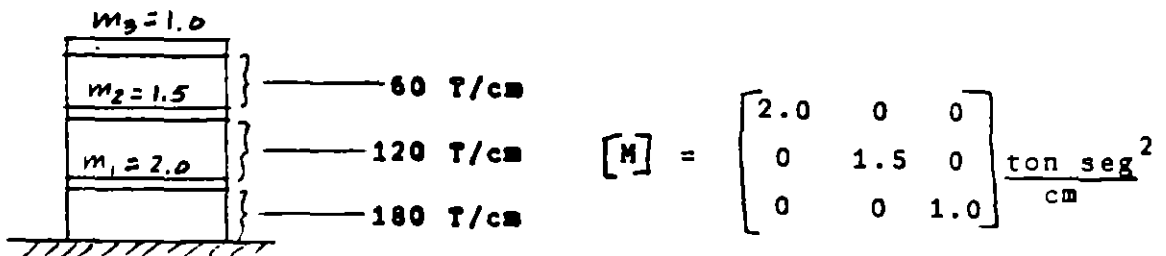 m₃ = 1.0
60 T/cm
m₂ = 1.5
120 T/cm
m₁ = 2.0
180 T/cm
[M] = [2.0 0 0
0 1.5 0
0 0 1.0] ton seg²/cm